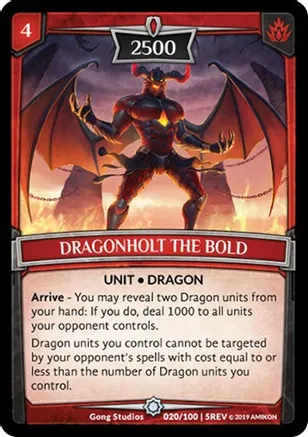 4
2500
DRAGONHOLT THE BOLD
UNIT • DRAGON
Arrive - You may reveal two Dragon units from
your hand: If you do, deal 1000 to all units
your opponent controls.
Dragon units you control cannot be targeted
by your opponent's spells with cost equal to or
less than the number of Dragon units you
control.
Gong Studios 020/100 | 5REV ©2019 AMIKON